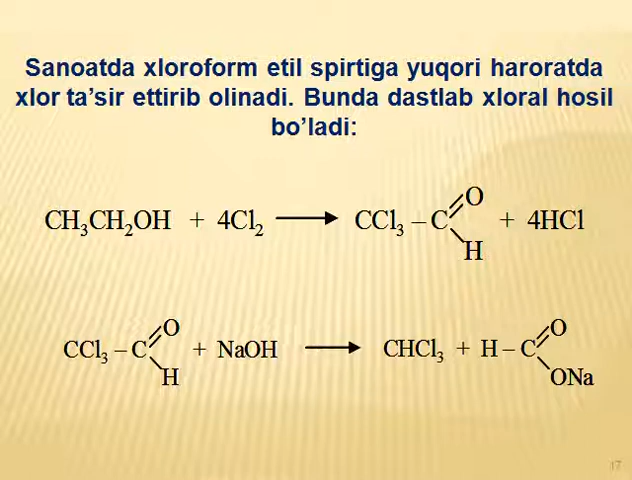 Sanoatda xloroform etil spirtiga yuqori haroratda
xlor ta’sir ettirib olinadi. Bunda dastlab xloral hosil
bo’ladi:
CH₃CH₂OH + 4Cl₂ ⟶ CCl₃ – C(=O)H + 4HCl
CCl₃ – C(=O)H + NaOH ⟶ CHCl₃ + H – C(=O)ONa
17